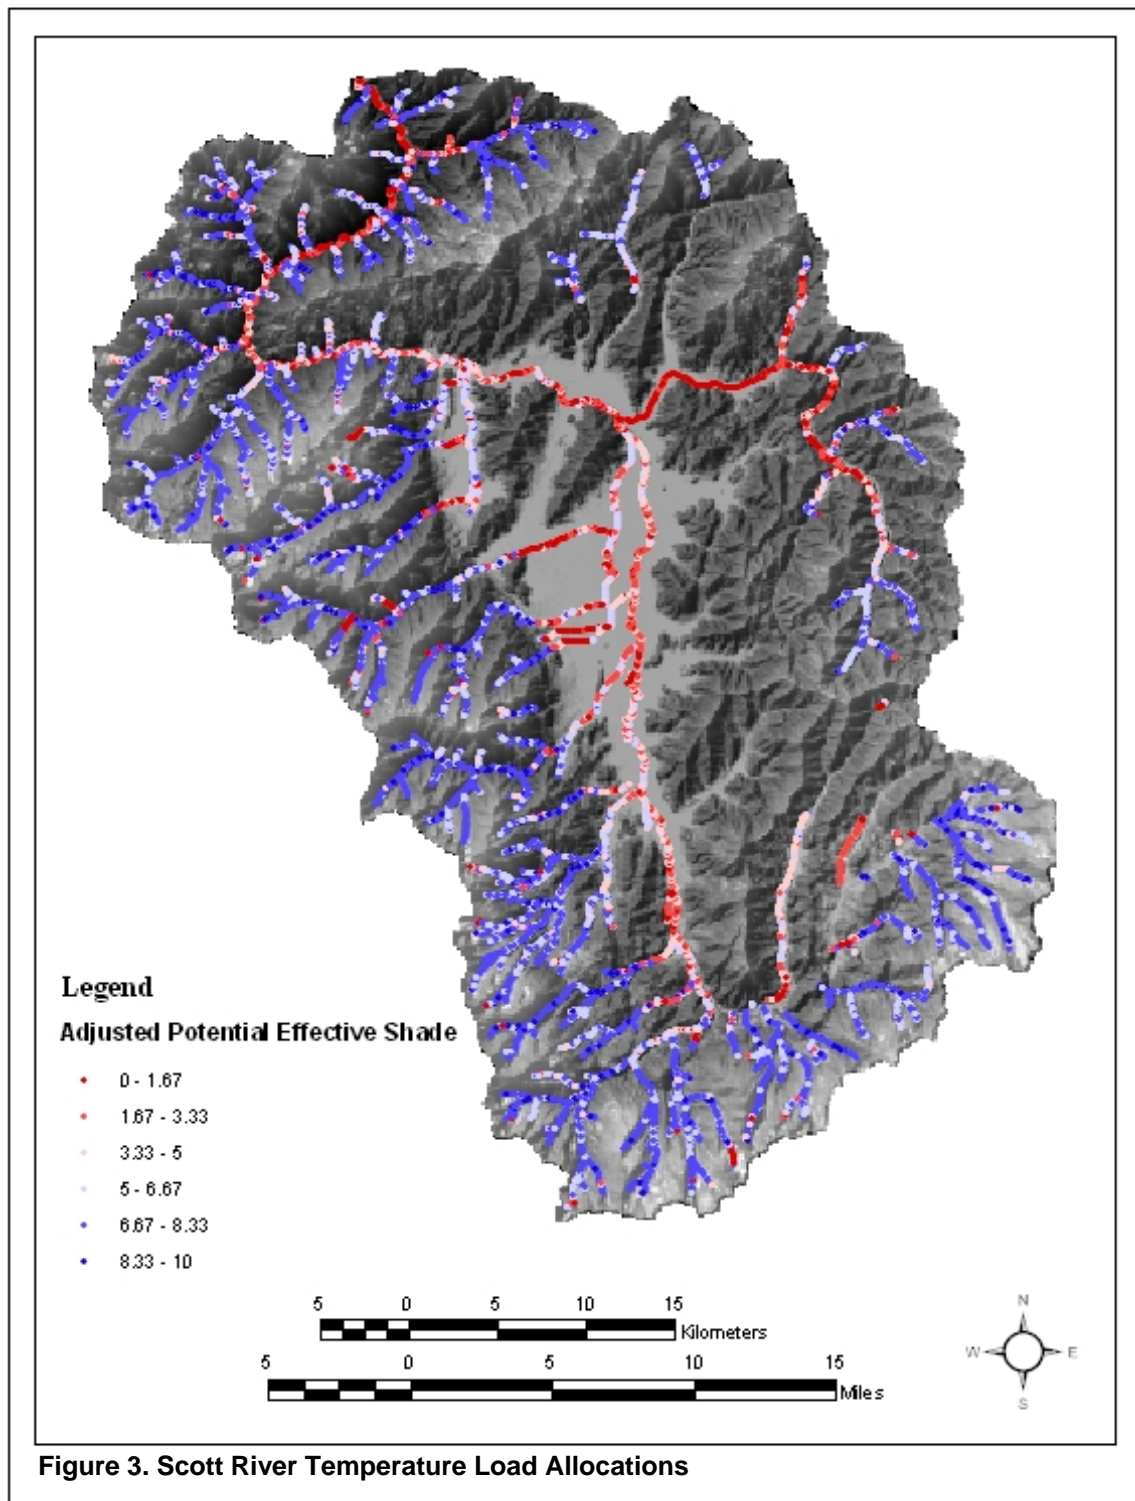 Legend
Adjusted Potential Effective Shade
0 - 1.67
1.67 - 3.33
3.33 - 5
5 - 6.67
6.67 - 8.33
8.33 - 10
5 0 5 10 15
Kilometers
5 0 5 10 15
Miles
N
W E
S
Figure 3. Scott River Temperature Load Allocations